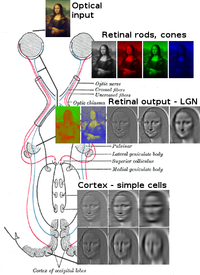 Optical
input
Retinal rods, cones
Optic nerve
Crossed fibers
Uncrossed fibers
Optic chiasma
Retinal output - LGN
Pulvinar
Lateral geniculate body
Superior colliculus
Medial geniculate body
Cortex - simple cells
Cortex of occipital lobes